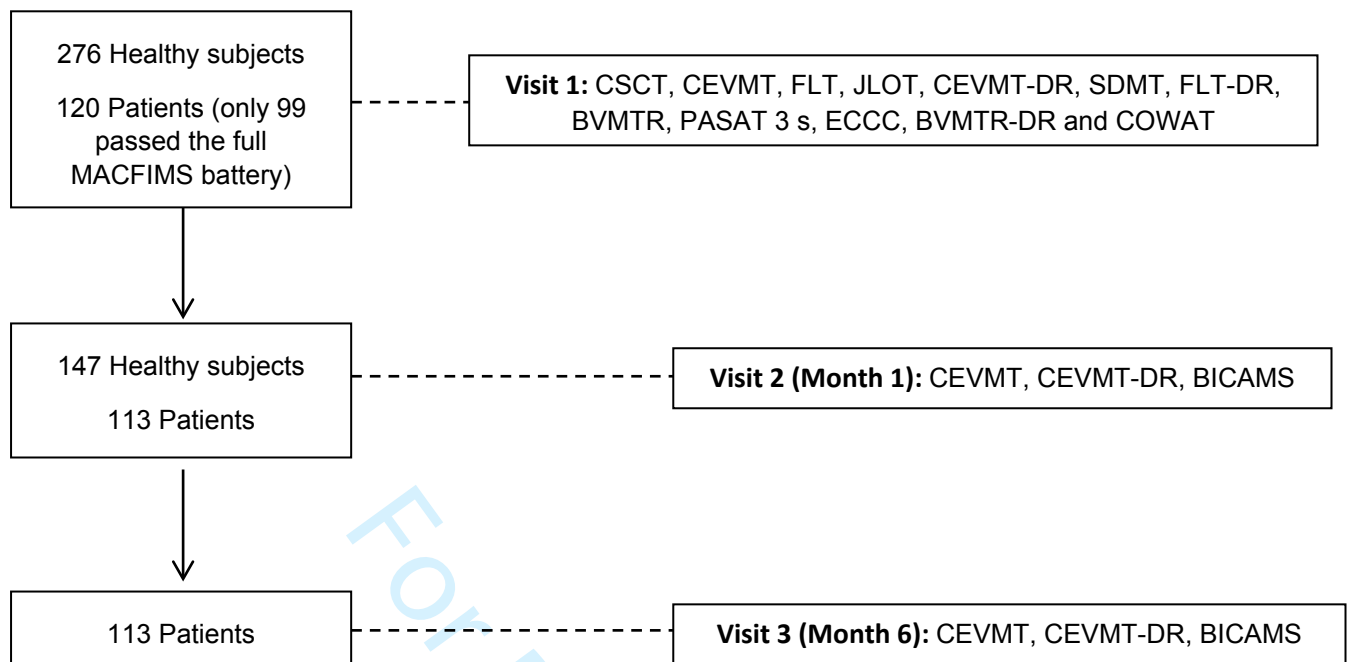 276 Healthy subjects
120 Patients (only 99
passed the full
MACFIMS battery)
Visit 1: CSCT, CEVMT, FLT, JLOT, CEVMT-DR, SDMT, FLT-DR,
BVMTR, PASAT 3 s, ECCC, BVMTR-DR and COWAT
147 Healthy subjects
113 Patients
Visit 2 (Month 1): CEVMT, CEVMT-DR, BICAMS
For
113 Patients
Visit 3 (Month 6): CEVMT, CEVMT-DR, BICAMS